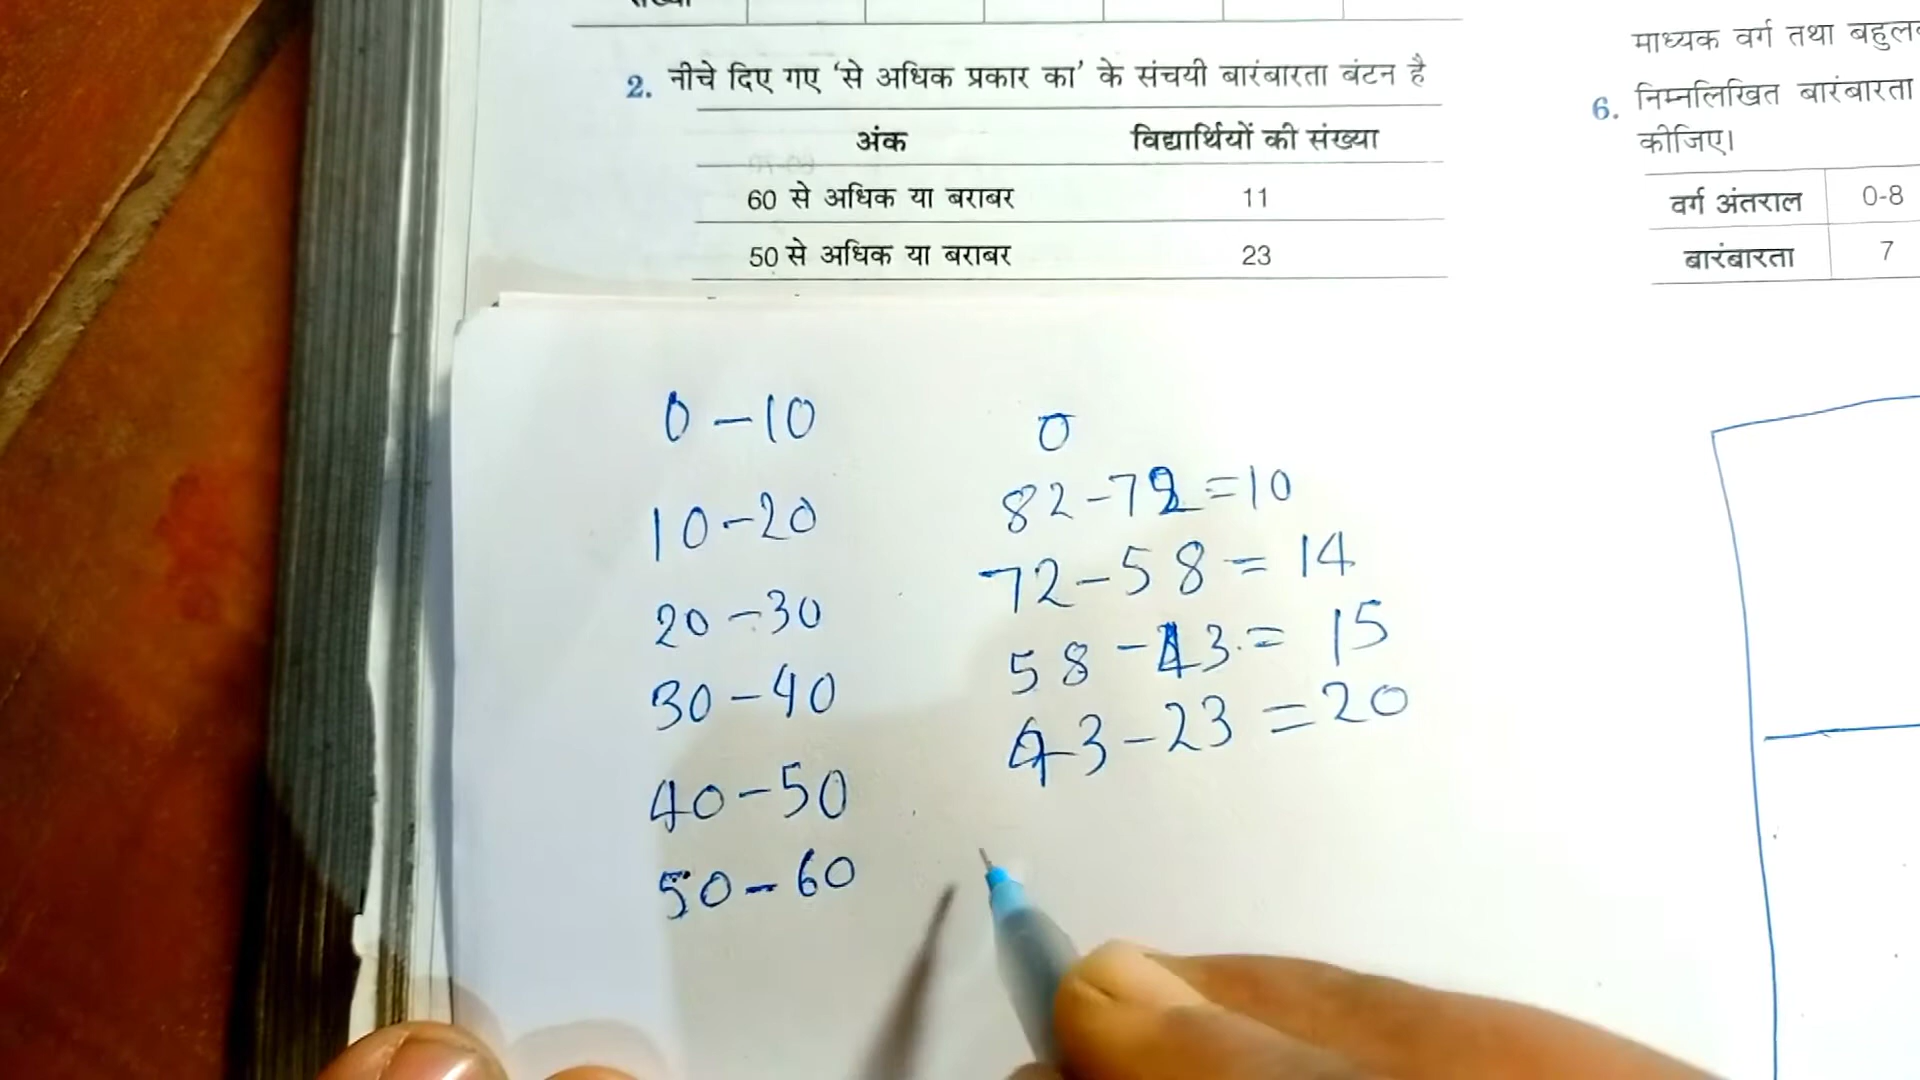 संख्या
2. नीचे दिए गए 'से अधिक प्रकार का' के संचयी बारंबारता बंटन है
अंक विद्यार्थियों की संख्या
60 से अधिक या बराबर 11
50 से अधिक या बराबर 23
0 - 10 0
10 - 20 82 - 72 = 10
20 - 30 72 - 58 = 14
30 - 40 58 - 43 = 15
40 - 50 43 - 23 = 20
50 - 60
माध्यक वर्ग तथा
6. निम्नलिखित बारंबारता
कीजिए।
वर्ग अंतराल 0-8
बारंबारता 7